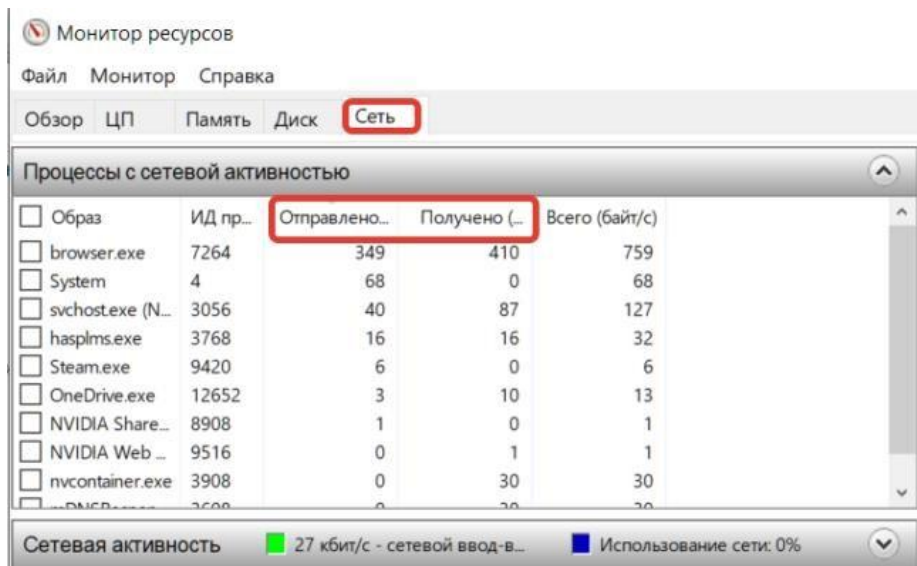 Монитор ресурсов
Файл Монитор Справка
Обзор ЦП Память Диск Сеть
Процессы с сетевой активностью
Образ ИД пр... Отправлено... Получено (... Всего (байт/с)
browser.exe 7264 349 410 759
System 4 68 0 68
svchost.exe (N... 3056 40 87 127
hasplms.exe 3768 16 16 32
Steam.exe 9420 6 0 6
OneDrive.exe 12652 3 10 13
NVIDIA Share... 8908 1 0 1
NVIDIA Web ... 9516 0 1 1
nvcontainer.exe 3908 0 30 30
Сетевая активность 27 кбит/с - сетевой ввод-в... Использование сети: 0%